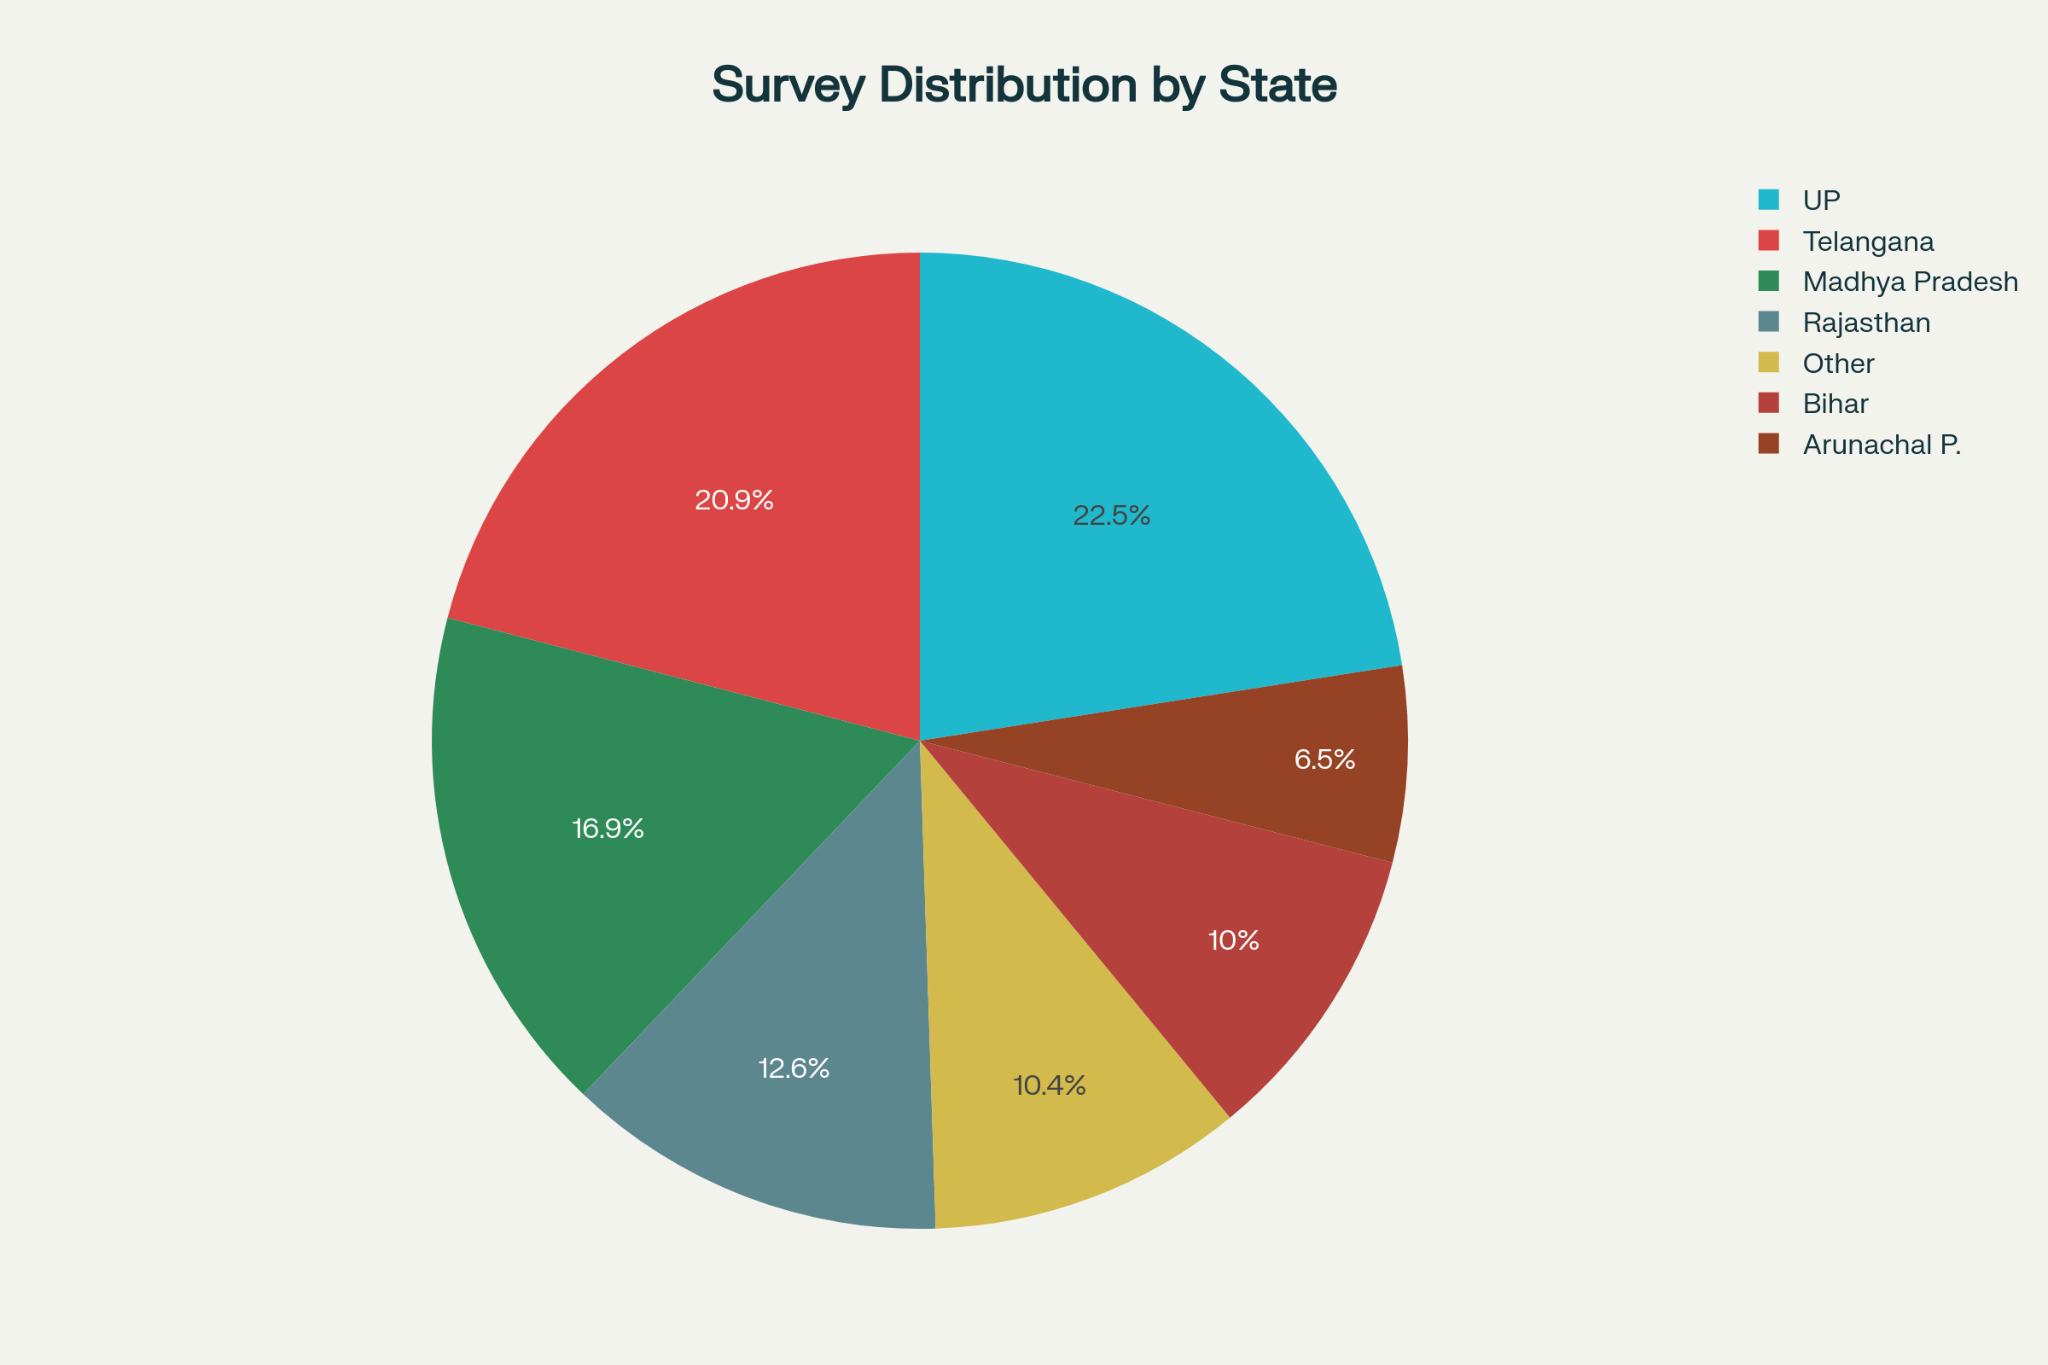 Survey Distribution by State
UP
Telangana
Madhya Pradesh
Rajasthan
Other
Bihar
Arunachal P.
20.9%
22.5%
6.5%
16.9%
10%
12.6%
10.4%